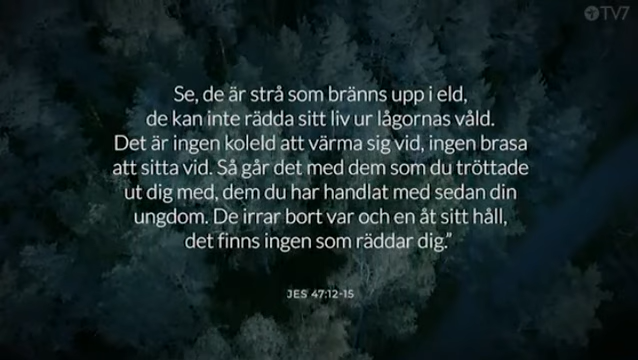 TV7
Se, de är strå som bränns upp i eld,
de kan inte rädda sitt liv ur lågornas våld.
Det är ingen koleld att värma sig vid, ingen brasa
att sitta vid. Så går det med dem som du tröttade
ut dig med, dem du har handlat med sedan din
ungdom. De irrar bort var och en åt sitt håll,
det finns ingen som räddar dig.”
JES 47:12-15